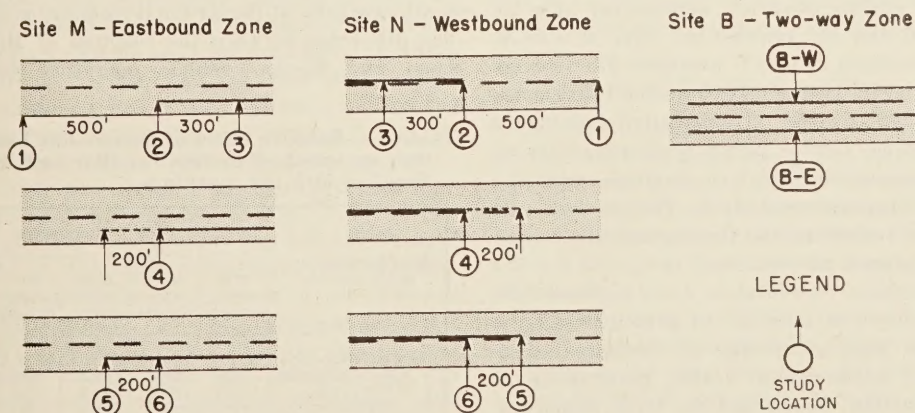 Site M – Eastbound Zone
500'
300'
1
2
3
200'
4
200'
5
6
Site N – Westbound Zone
3
300'
2
500'
1
200'
4
200'
6
5
Site B – Two-way Zone
B-W
B-E
LEGEND
STUDY
LOCATION